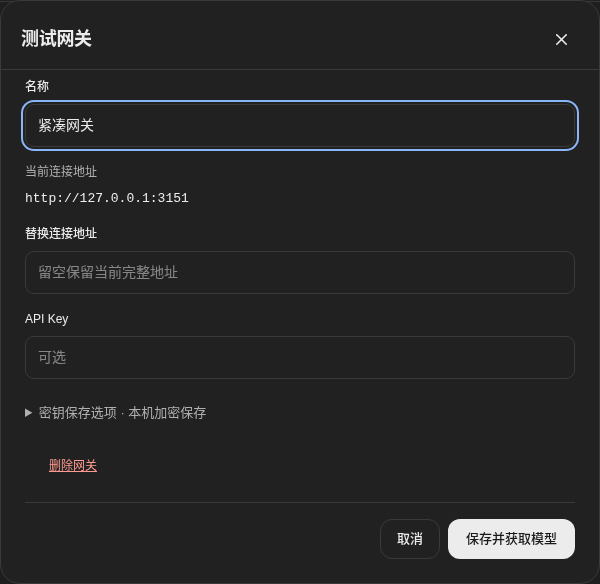 测试网关
名称
紧凑网关
当前连接地址
http://127.0.0.1:3151
替换连接地址
留空保留当前完整地址
API Key
可选
密钥保存选项 · 本机加密保存
删除网关
取消
保存并获取模型